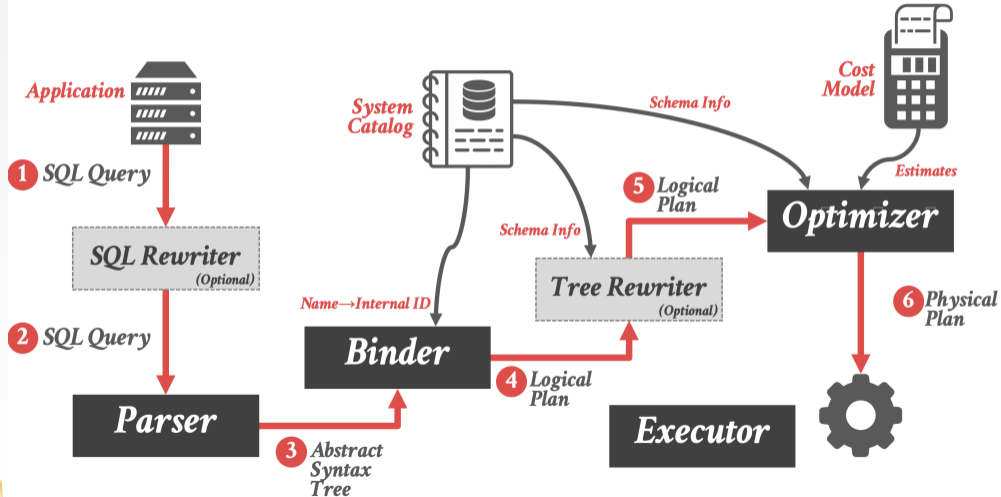 Application
1 SQL Query
SQL Rewriter
(Optional)
2 SQL Query
Parser
3 Abstract
Syntax
Tree
System
Catalog
Name→Internal ID
Binder
4 Logical
Plan
Schema Info
Tree Rewriter
(Optional)
5 Logical
Plan
Schema Info
Cost
Model
Estimates
Optimizer
6 Physical
Plan
Executor